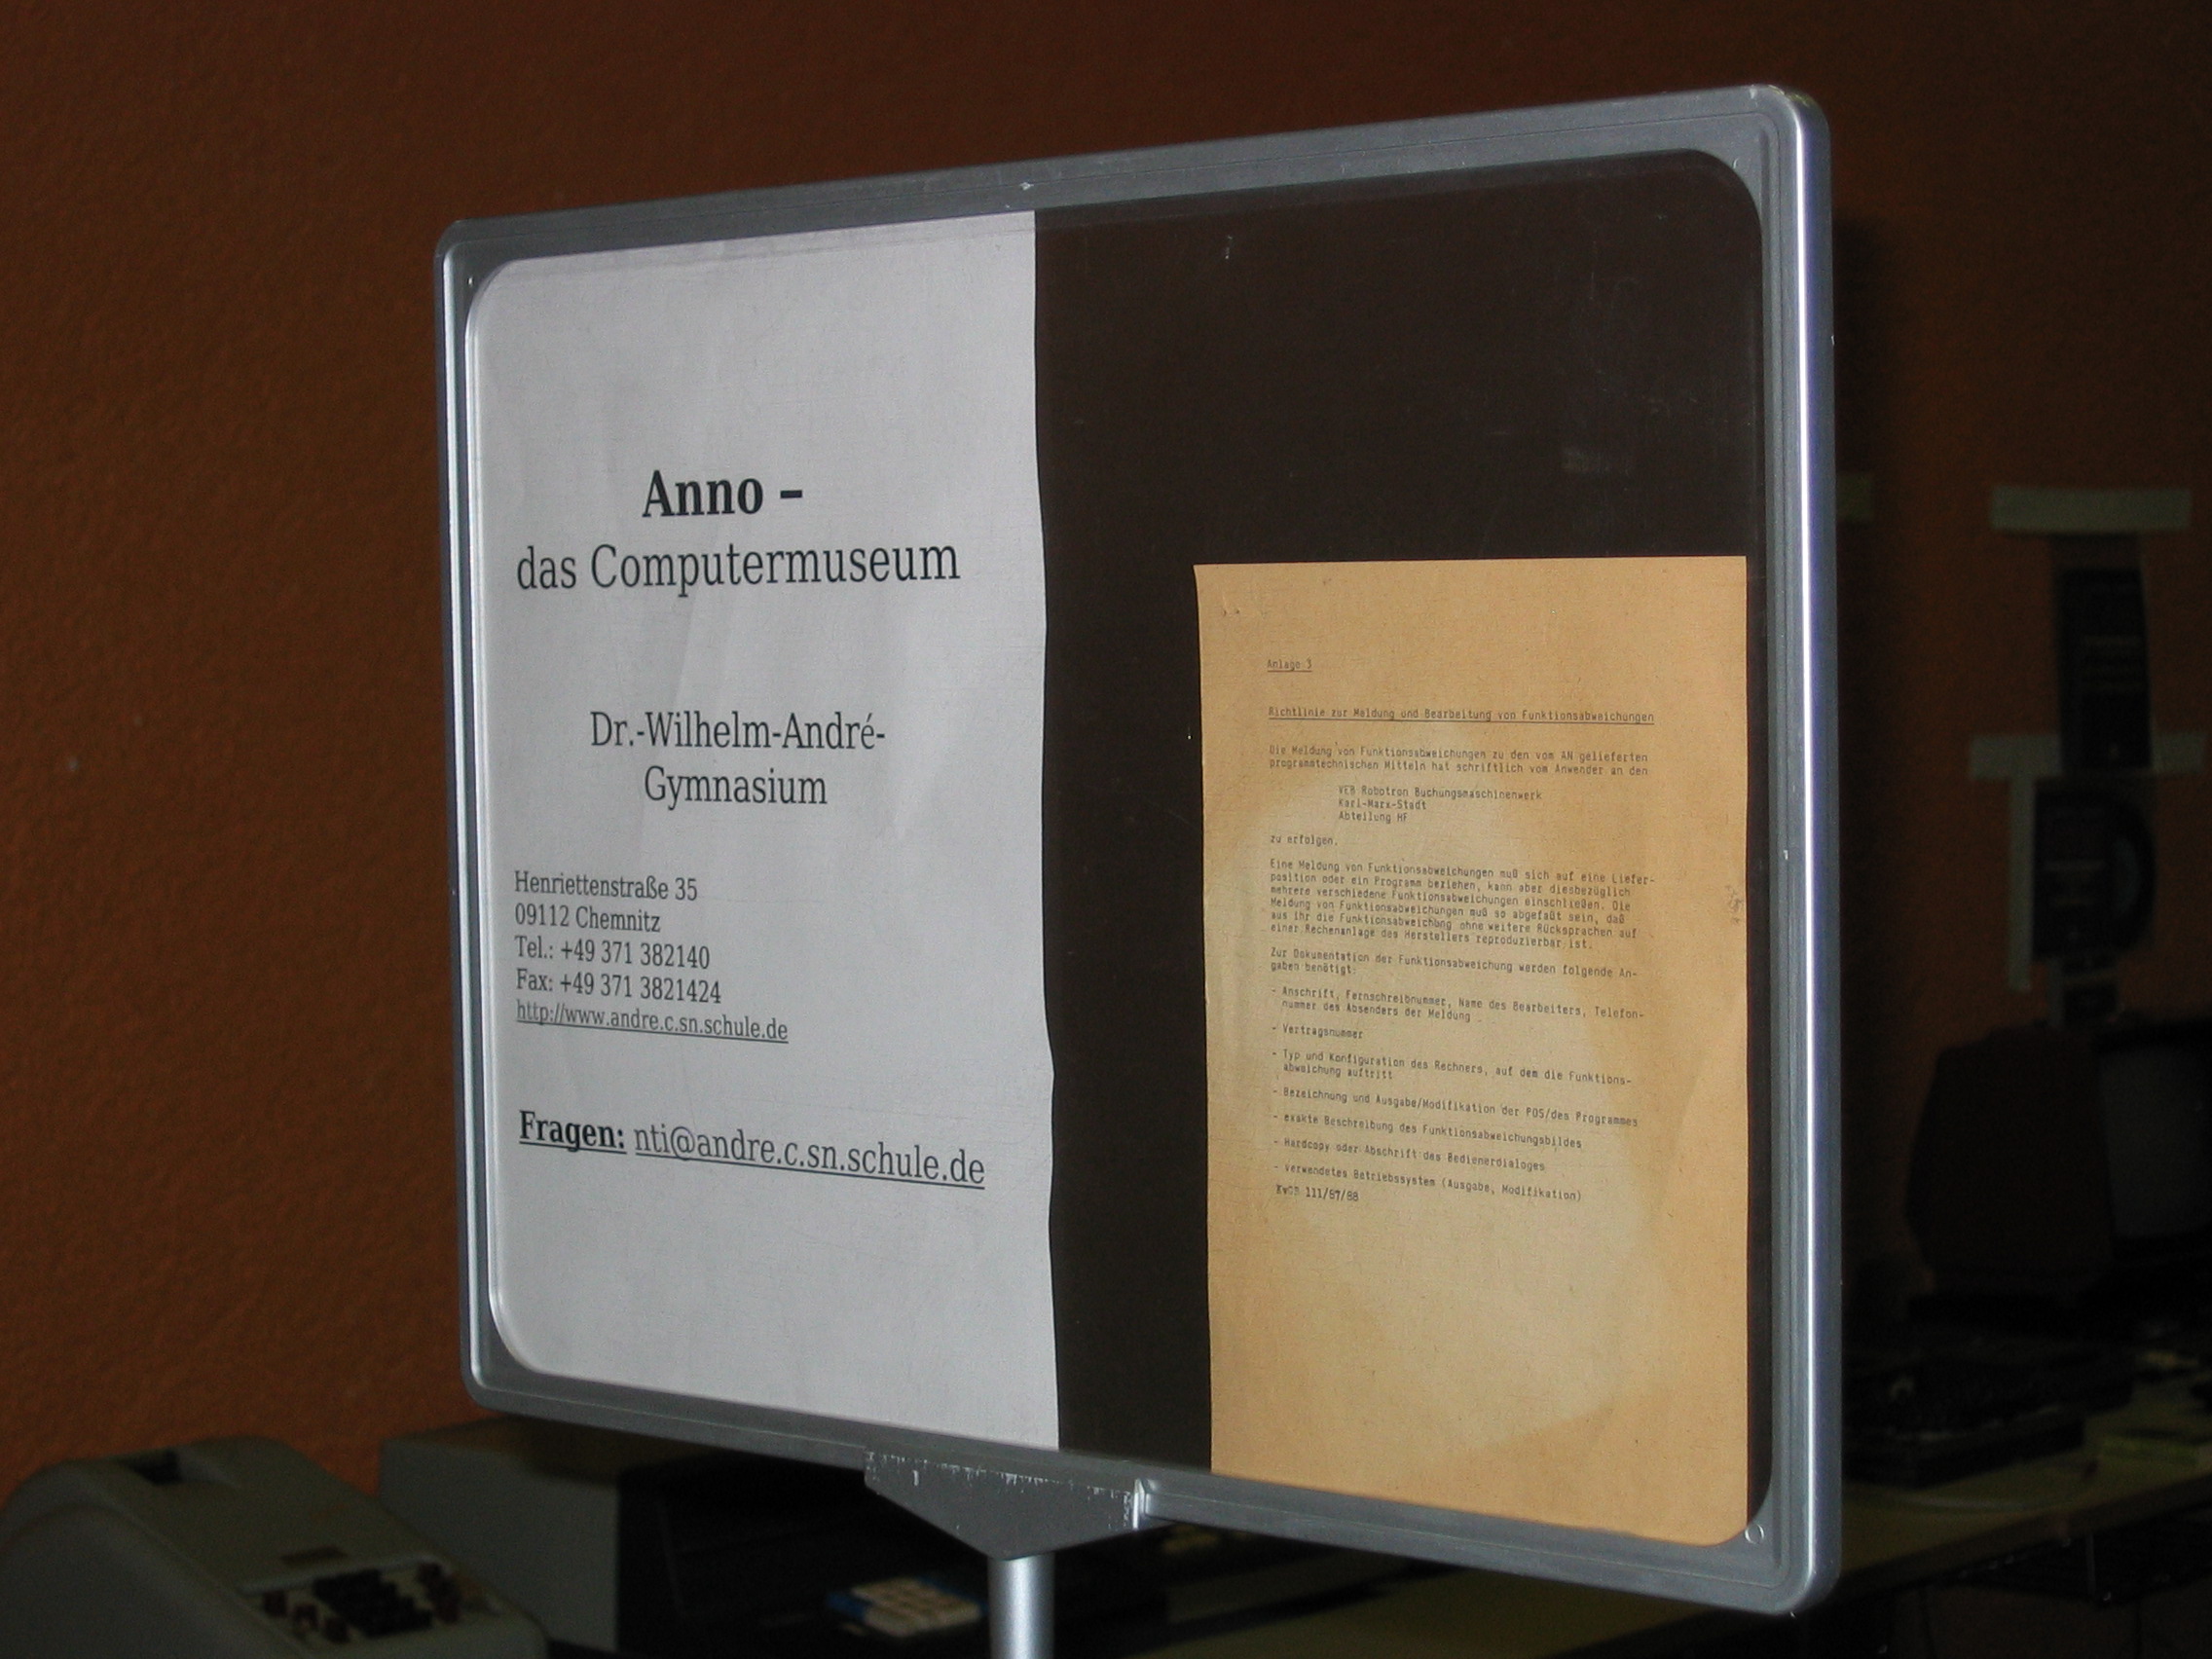 Anno –
das Computermuseum
Dr.-Wilhelm-André-
Gymnasium
Henriettenstraße 35
09112 Chemnitz
Tel.: +49 371 382140
Fax: +49 371 3821424
http://www.andre.c.sn.schule.de
Fragen: nti@andre.c.sn.schule.de
Anlage 3
Richtlinie zur Meldung und Bearbeitung von Funktionsabweichungen
Die Meldung von Funktionsabweichungen zu den vom AN gelieferten
programmtechnischen Mitteln hat schriftlich vom Anwender an den
VEB Robotron Buchungsmaschinenwerk
Karl-Marx-Stadt
Abteilung HF
zu erfolgen.
Eine Meldung von Funktionsabweichungen muß sich auf eine Liefer-
position oder ein Programm beziehen, kann aber diesbezüglich
mehrere verschiedene Funktionsabweichungen einschließen. Die
Meldung von Funktionsabweichungen muß so abgefaßt sein, daß
aus ihr die Funktionsabweichung ohne weitere Rücksprachen auf
einer Rechenanlage des Herstellers reproduzierbar ist.
Zur Dokumentation der Funktionsabweichung werden folgende An-
gaben benötigt:
- Anschrift, Fernschreibnummer, Name des Bearbeiters, Telefon-
nummer des Absenders der Meldung
- Vertragsnummer
- Typ und Konfiguration des Rechners, auf dem die Funktions-
abweichung auftritt
- Bezeichnung und Ausgabe/Modifikation der POS/des Programmes
- exakte Beschreibung des Funktionsabweichungsbildes
- Hardcopy oder Abschrift des Bedienerdialoges
- verwendetes Betriebssystem (Ausgabe, Modifikation)
111/87/88